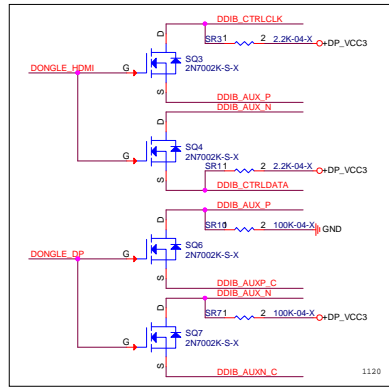 DDIB_CTRLCLK
D
SR31 2 2.2K-04-X
+DP_VCC3
SQ3
2N7002K-S-X
DONGLE_HDMI
G
S
DDIB_AUX_P
DDIB_AUX_N
D
SQ4
2N7002K-S-X
G
SR11 2 2.2K-04-X
+DP_VCC3
S
DDIB_CTRLDATA
DDIB_AUX_P
D
SR10 2 100K-04-X
GND
SQ6
2N7002K-S-X
DONGLE_DP
G
S
DDIB_AUXP_C
DDIB_AUX_N
D
SR71 2 100K-04-X
+DP_VCC3
SQ7
2N7002K-S-X
G
S
DDIB_AUXN_C
1120